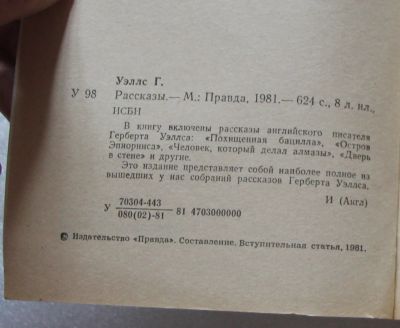 Уэллс Г.
У 98 Рассказы.— М.: Правда, 1981.— 624 с., 8 л. ил.,
ИСБН
В книгу включены рассказы английского писателя
Герберта Уэллса: «Похищенная бацилла», «Остров
Эпиорниса», «Человек, который делал алмазы», «Дверь
в стене» и другие.
Это издание представляет собой наиболее полное из
вышедших у нас собраний рассказов Герберта Уэллса.
И (Англ)
У 70304-443
080(02)-81 81 4703000000
© Издательство «Правда». Составление. Вступительная статья, 1981.